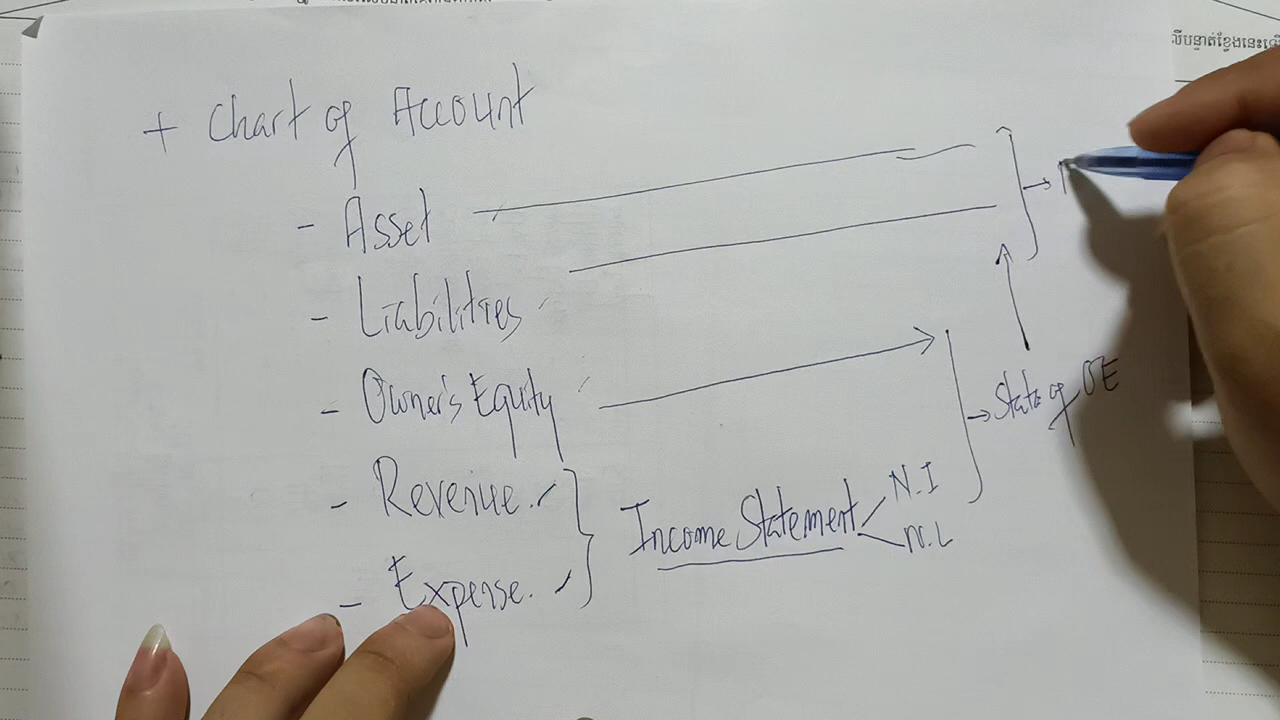 + Chart of Account
- Asset
- Liabilities
- Owner's Equity
State of OE
- Revenue.
- Expense.
Income Statement
N.I
N.L